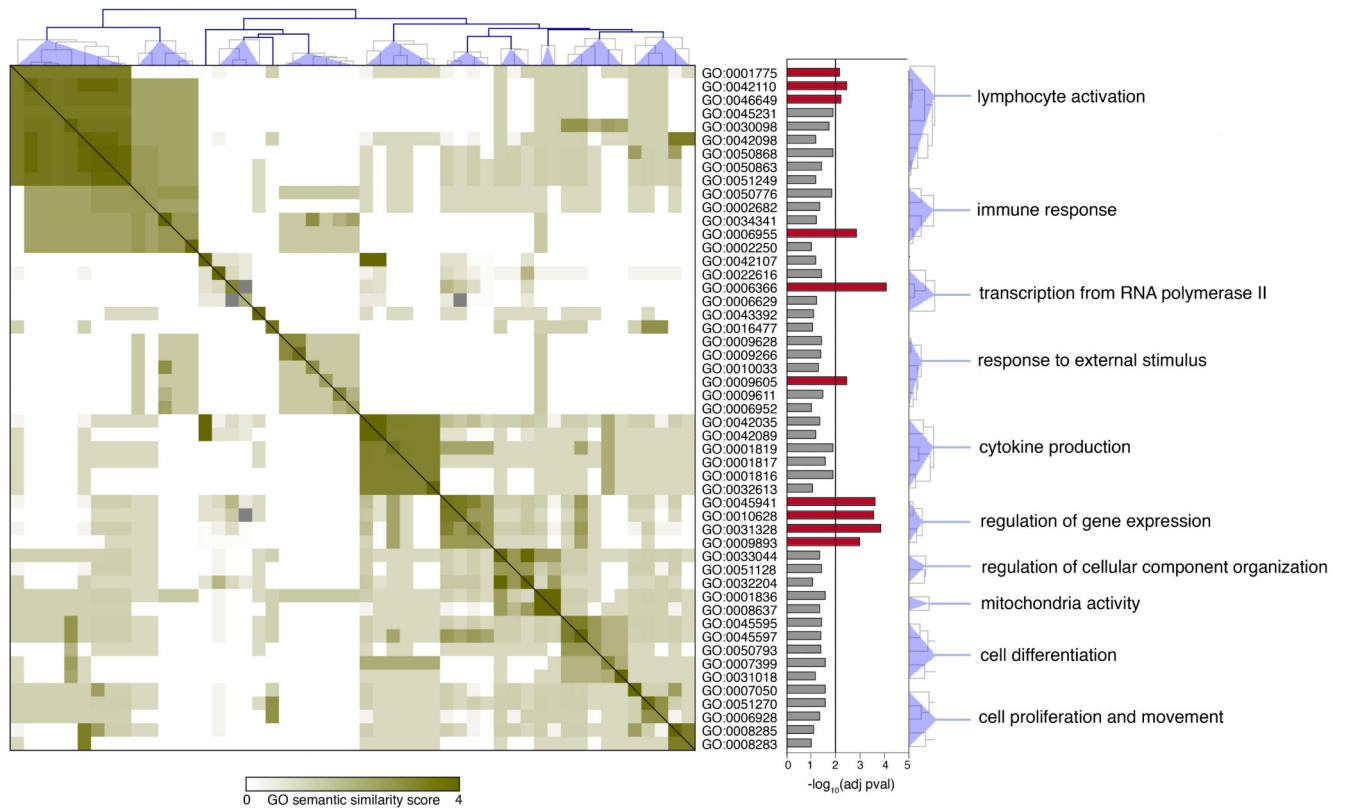 GO:0001775
GO:0042110
GO:0046649
GO:0045231
GO:0030098
GO:0042098
GO:0050868
GO:0050863
GO:0051249
GO:0050776
GO:0002682
GO:0034341
GO:0006955
GO:0002250
GO:0042107
GO:0022616
GO:0006366
GO:0006629
GO:0043392
GO:0016477
GO:0009628
GO:0009266
GO:0010033
GO:0009605
GO:0009611
GO:0006952
GO:0042035
GO:0042089
GO:0001819
GO:0001817
GO:0001816
GO:0032613
GO:0045941
GO:0010628
GO:0031328
GO:0009893
GO:0033044
GO:0051128
GO:0032204
GO:0001836
GO:0008637
GO:0045595
GO:0045597
GO:0050793
GO:0007399
GO:0031018
GO:0007050
GO:0051270
GO:0006928
GO:0008285
GO:0008283
lymphocyte activation
immune response
transcription from RNA polymerase II
response to external stimulus
cytokine production
regulation of gene expression
regulation of cellular component organization
mitochondria activity
cell differentiation
cell proliferation and movement
0 1 2 3 4 5
-log10(adj pval)
0 GO semantic similarity score 4